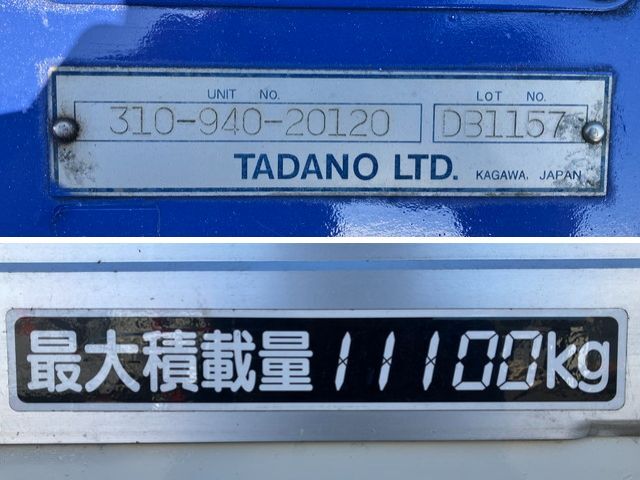 UNIT NO. LOT NO.
310-940-20120 DB1157
TADANO LTD. KAGAWA, JAPAN
最大積載量11100kg